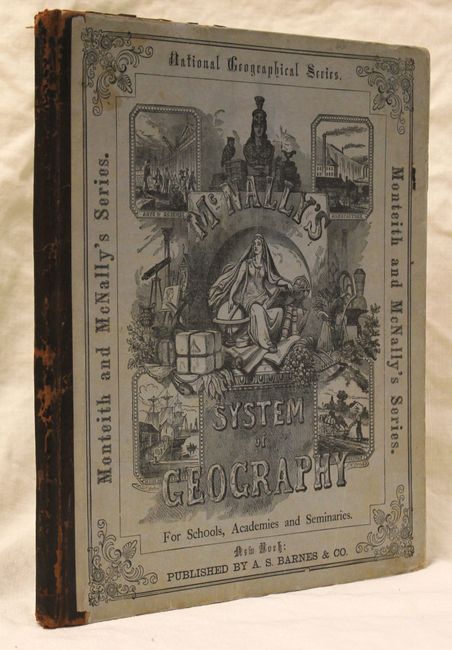 National Geographical Series.
Monteith and McNally's Series.
McNALLY'S
SYSTEM
of
GEOGRAPHY
For Schools, Academies and Seminaries.
New York:
PUBLISHED BY A. S. BARNES & CO.
Monteith and McNally's Series.